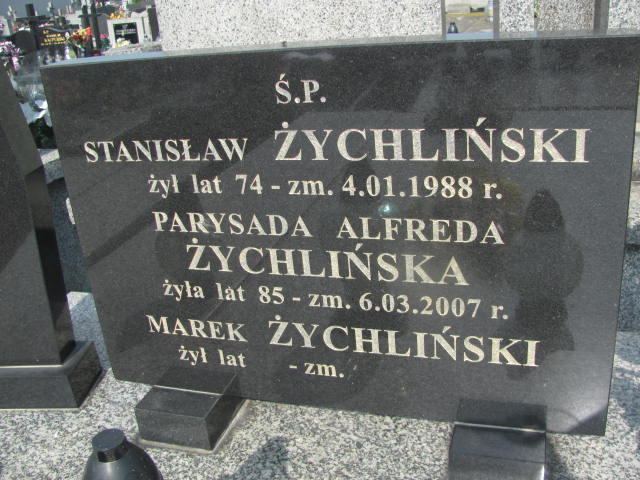 Ś.P.
STANISŁAW ŻYCHLIŃSKI
żył lat 74 - zm. 4.01.1988 r.
PARYSADA ALFREDA
ŻYCHLIŃSKA
żyła lat 85 - zm. 6.03.2007 r.
MAREK ŻYCHLIŃSKI
żył lat - zm.